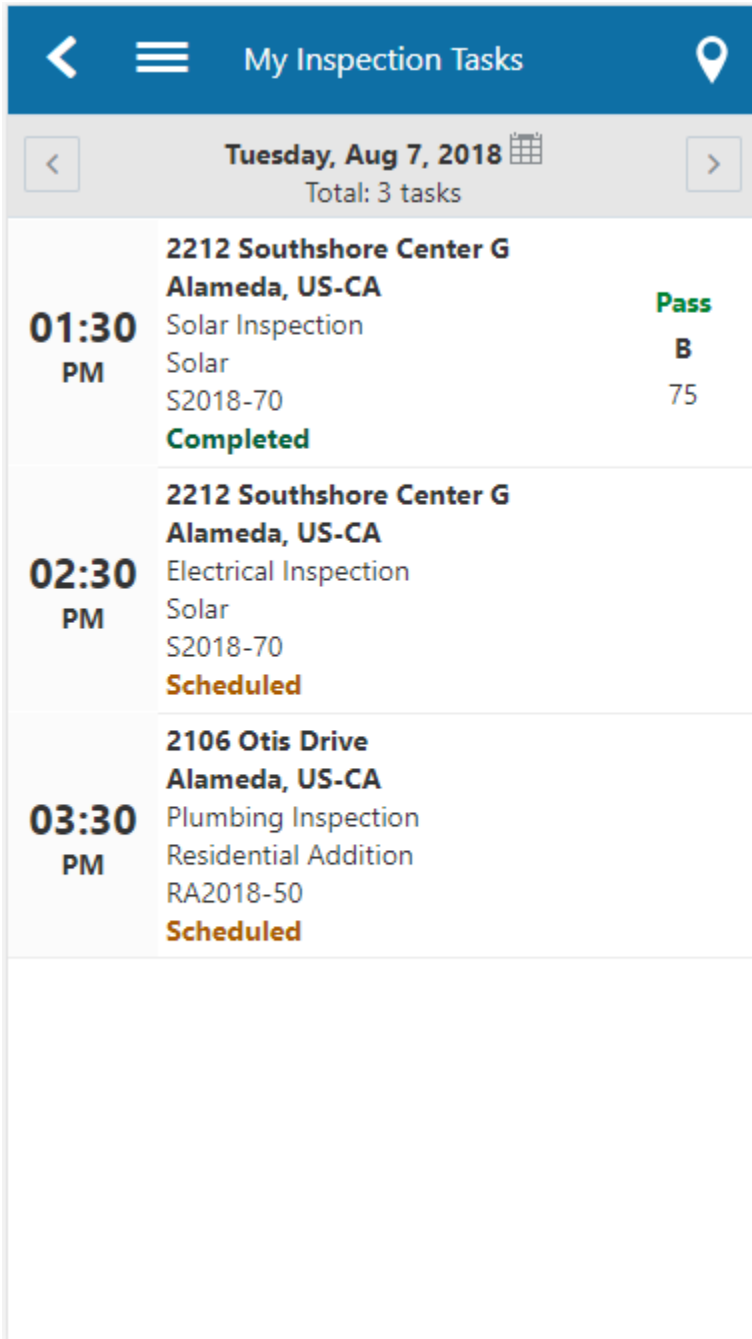 My Inspection Tasks
Tuesday, Aug 7, 2018
Total: 3 tasks
01:30
PM
2212 Southshore Center G
Alameda, US-CA
Solar Inspection
Solar
S2018-70
Completed
Pass
B
75
02:30
PM
2212 Southshore Center G
Alameda, US-CA
Electrical Inspection
Solar
S2018-70
Scheduled
03:30
PM
2106 Otis Drive
Alameda, US-CA
Plumbing Inspection
Residential Addition
RA2018-50
Scheduled